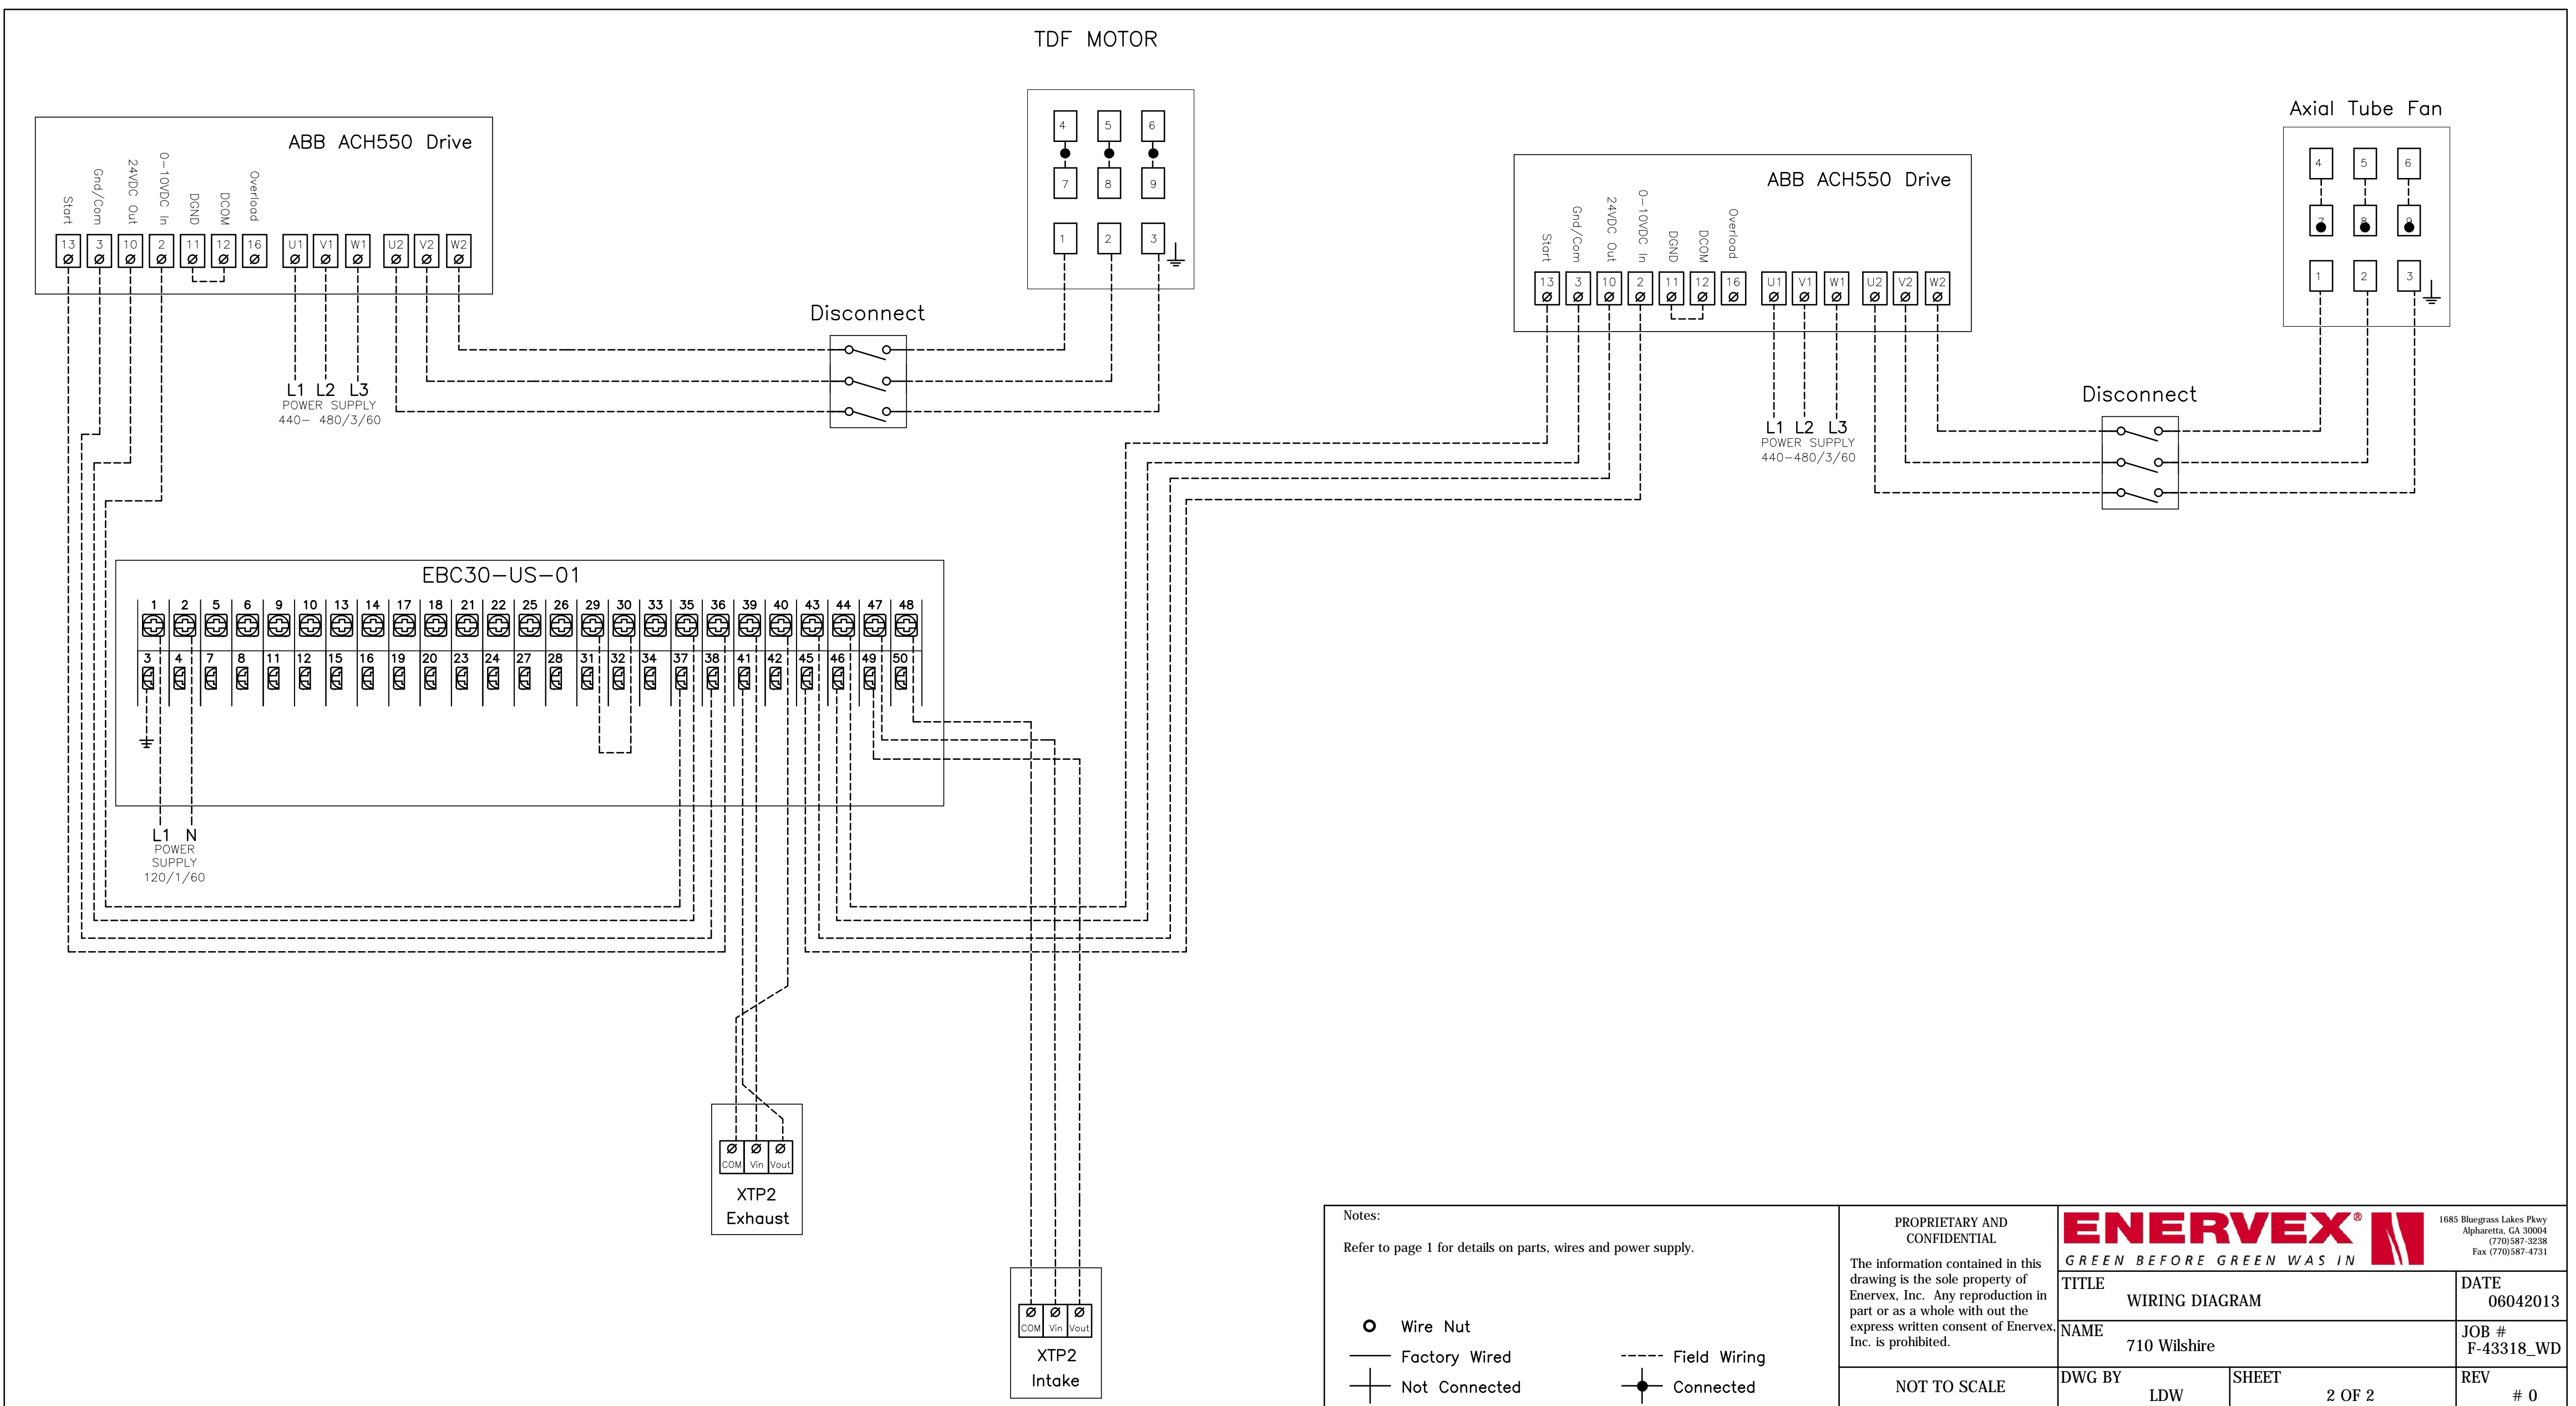 TDF MOTOR
4 5 6
7 8 9
1 2 3
ABB ACH550 Drive
Start
Gnd/Com
24VDC Out
0-10VDC In
DGND
DCOM
Overload
13 3 10 2 11 12 16 U1 V1 W1 U2 V2 W2
L1 L2 L3
POWER SUPPLY
440- 480/3/60
Disconnect
ABB ACH550 Drive
Start
Gnd/Com
24VDC Out
0-10VDC In
DGND
DCOM
Overload
13 3 10 2 11 12 16 U1 V1 W1 U2 V2 W2
L1 L2 L3
POWER SUPPLY
440-480/3/60
Disconnect
Axial Tube Fan
4 5 6
7 8 9
1 2 3
EBC30-US-01
1 2 5 6 9 10 13 14 17 18 21 22 25 26 29 30 33 35 36 39 40 43 44 47 48
3 4 7 8 11 12 15 16 19 20 23 24 27 28 31 32 34 37 38 41 42 45 46 49 50
L1 N
POWER
SUPPLY
120/1/60
COM Vin Vout
XTP2
Exhaust
COM Vin Vout
XTP2
Intake
Notes:
Refer to page 1 for details on parts, wires and power supply.
Wire Nut
Factory Wired
Field Wiring
Not Connected
Connected
PROPRIETARY AND
CONFIDENTIAL
The information contained in this
drawing is the sole property of
Enervex, Inc. Any reproduction in
part or as a whole with out the
express written consent of Enervex,
Inc. is prohibited.
NOT TO SCALE
ENERVEX®
GREEN BEFORE GREEN WAS IN
1685 Bluegrass Lakes Pkwy
Alpharetta, GA 30004
(770)587-3238
Fax (770)587-4731
TITLE
WIRING DIAGRAM
DATE
06042013
NAME
710 Wilshire
JOB #
F-43318_WD
DWG BY
LDW
SHEET
2 OF 2
REV
# 0